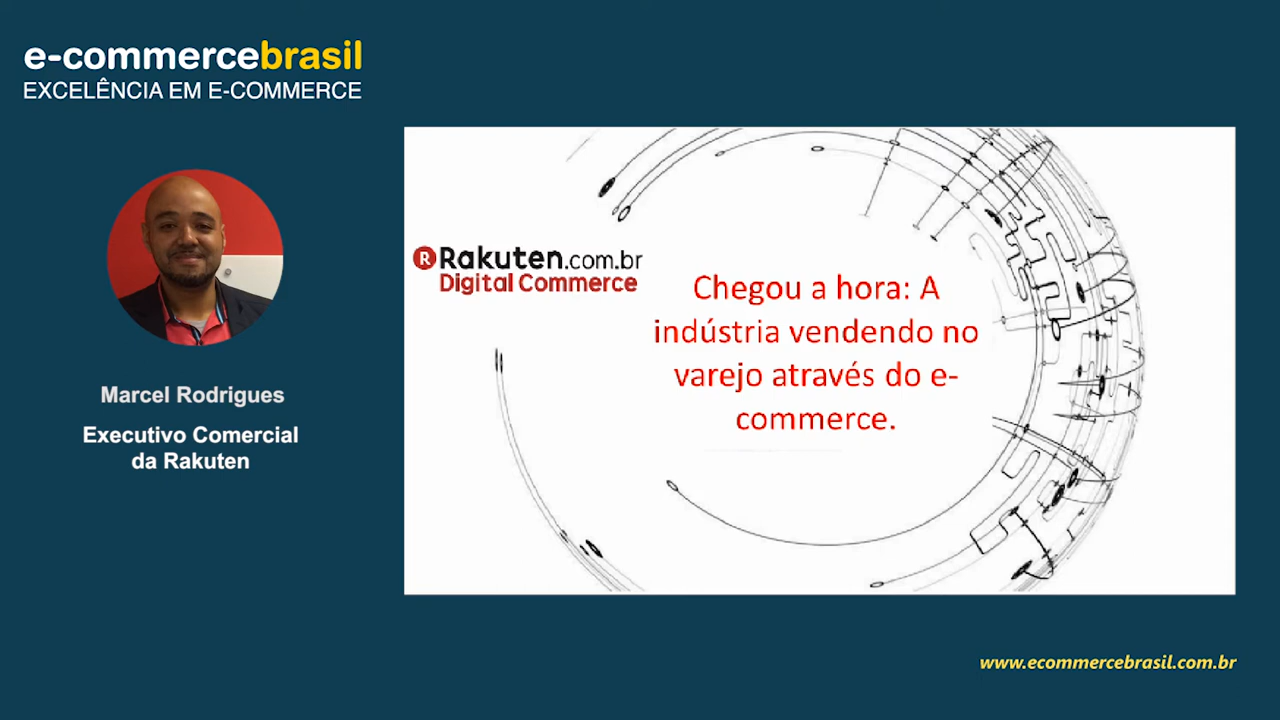 e-commercebrasil
EXCELÊNCIA EM E-COMMERCE
Rakuten.com.br
Digital Commerce
Chegou a hora: A
indústria vendendo no
varejo através do e-
commerce.
Marcel Rodrigues
Executivo Comercial
da Rakuten
www.ecommercebrasil.com.br